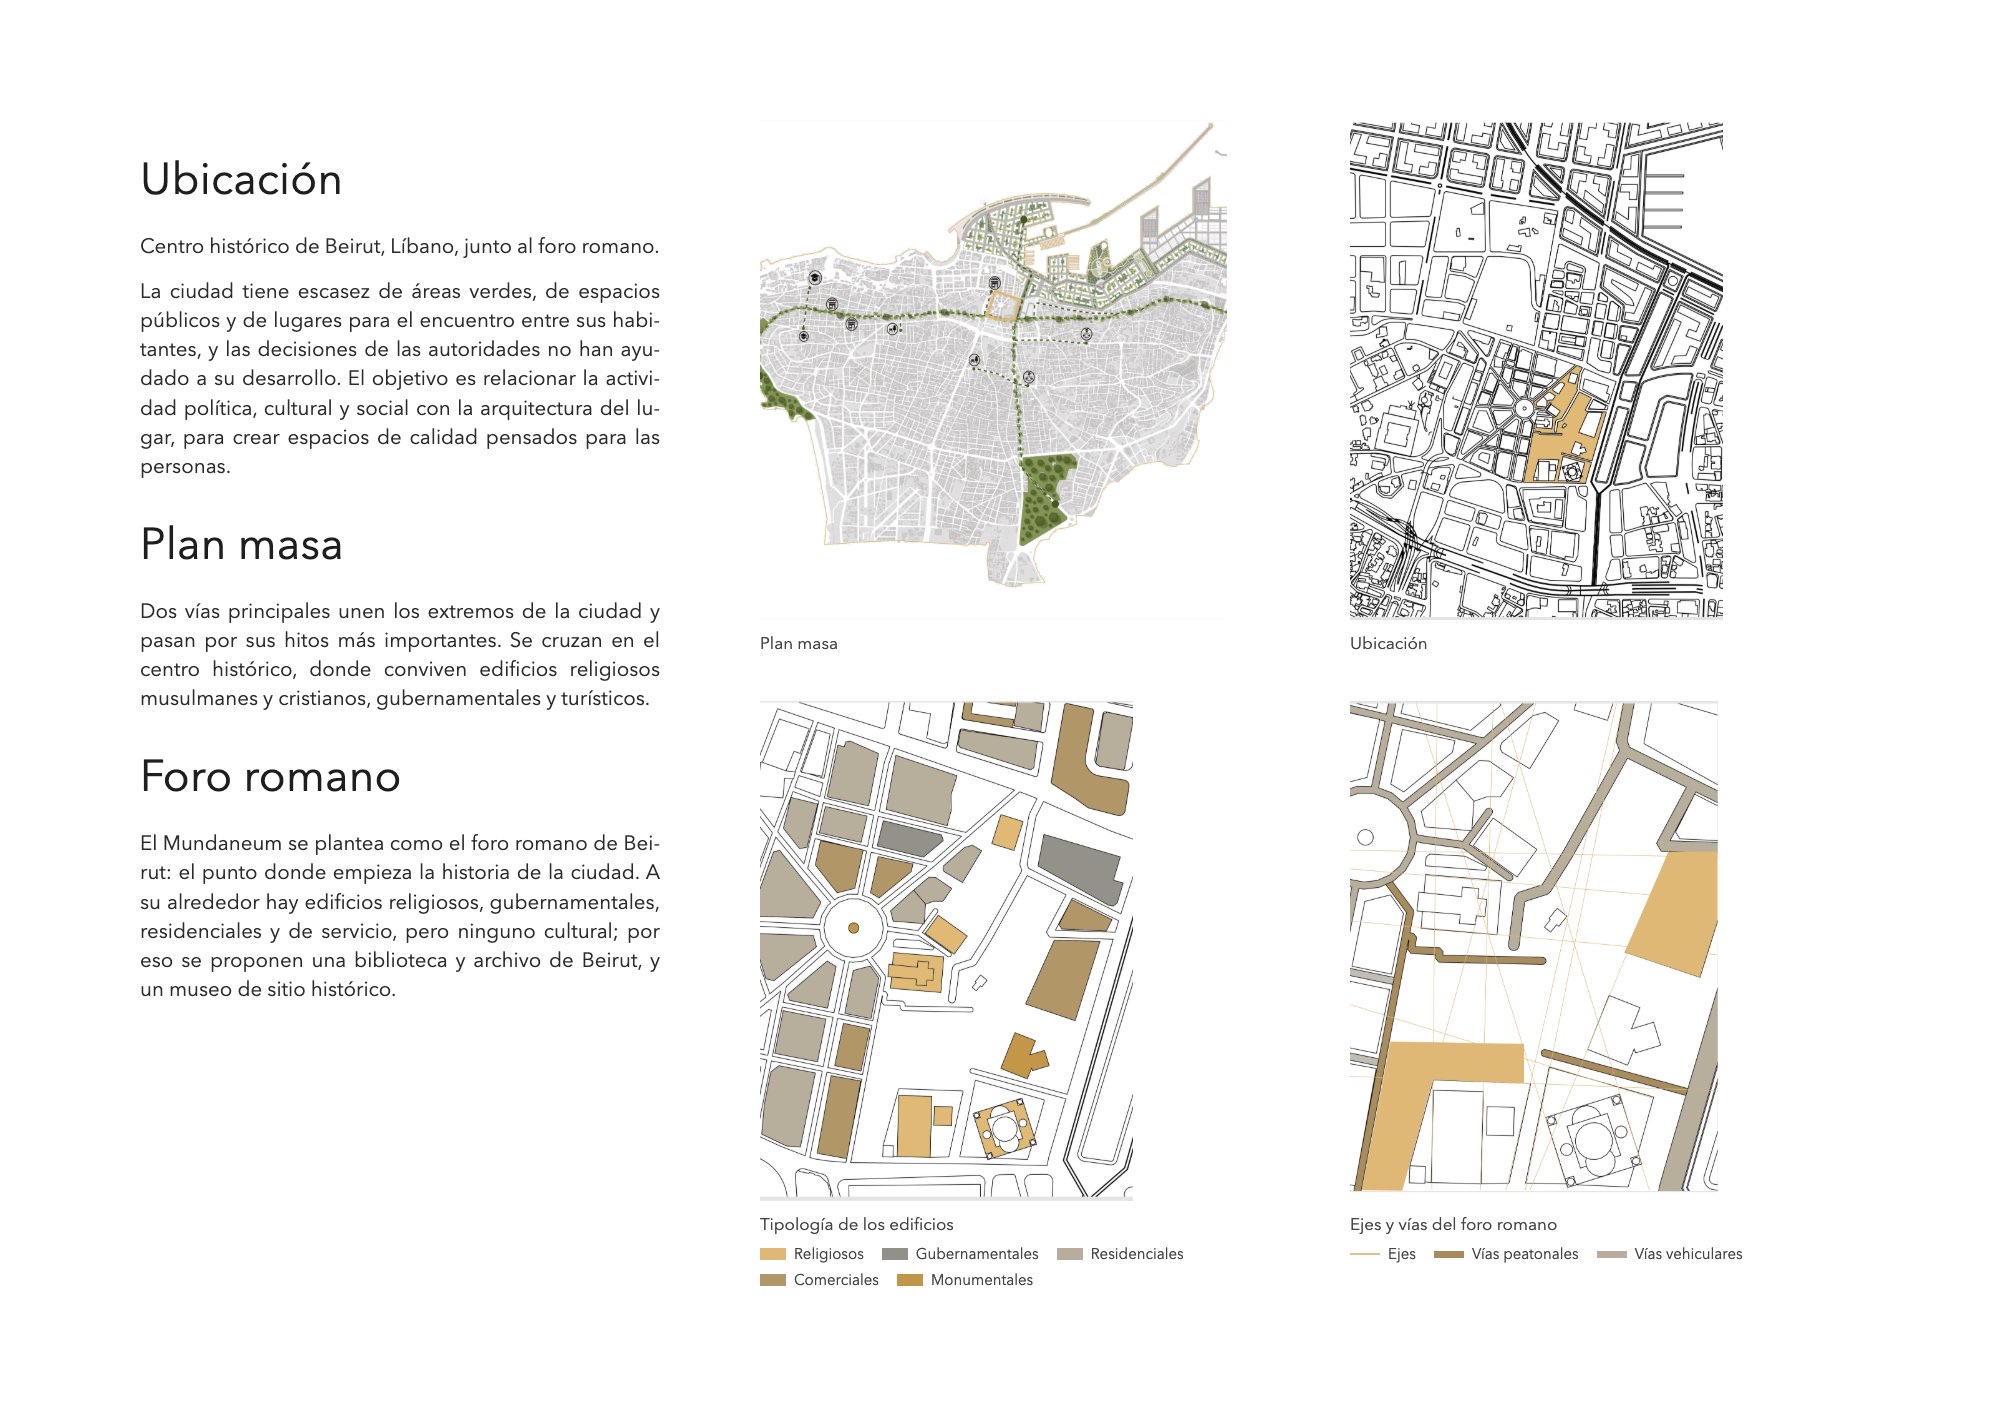 Ubicación
Centro histórico de Beirut, Líbano, junto al foro romano.
La ciudad tiene escasez de áreas verdes, de espacios
públicos y de lugares para el encuentro entre sus habi-
tantes, y las decisiones de las autoridades no han ayu-
dado a su desarrollo. El objetivo es relacionar la activi-
dad política, cultural y social con la arquitectura del lu-
gar, para crear espacios de calidad pensados para las
personas.
Plan masa
Dos vías principales unen los extremos de la ciudad y
pasan por sus hitos más importantes. Se cruzan en el
centro histórico, donde conviven edificios religiosos
musulmanes y cristianos, gubernamentales y turísticos.
Foro romano
El Mundaneum se plantea como el foro romano de Bei-
rut: el punto donde empieza la historia de la ciudad. A
su alrededor hay edificios religiosos, gubernamentales,
residenciales y de servicio, pero ninguno cultural; por
eso se proponen una biblioteca y archivo de Beirut, y
un museo de sitio histórico.
Plan masa
Ubicación
Tipología de los edificios
Religiosos Gubernamentales Residenciales
Comerciales Monumentales
Ejes y vías del foro romano
Ejes Vías peatonales Vías vehiculares